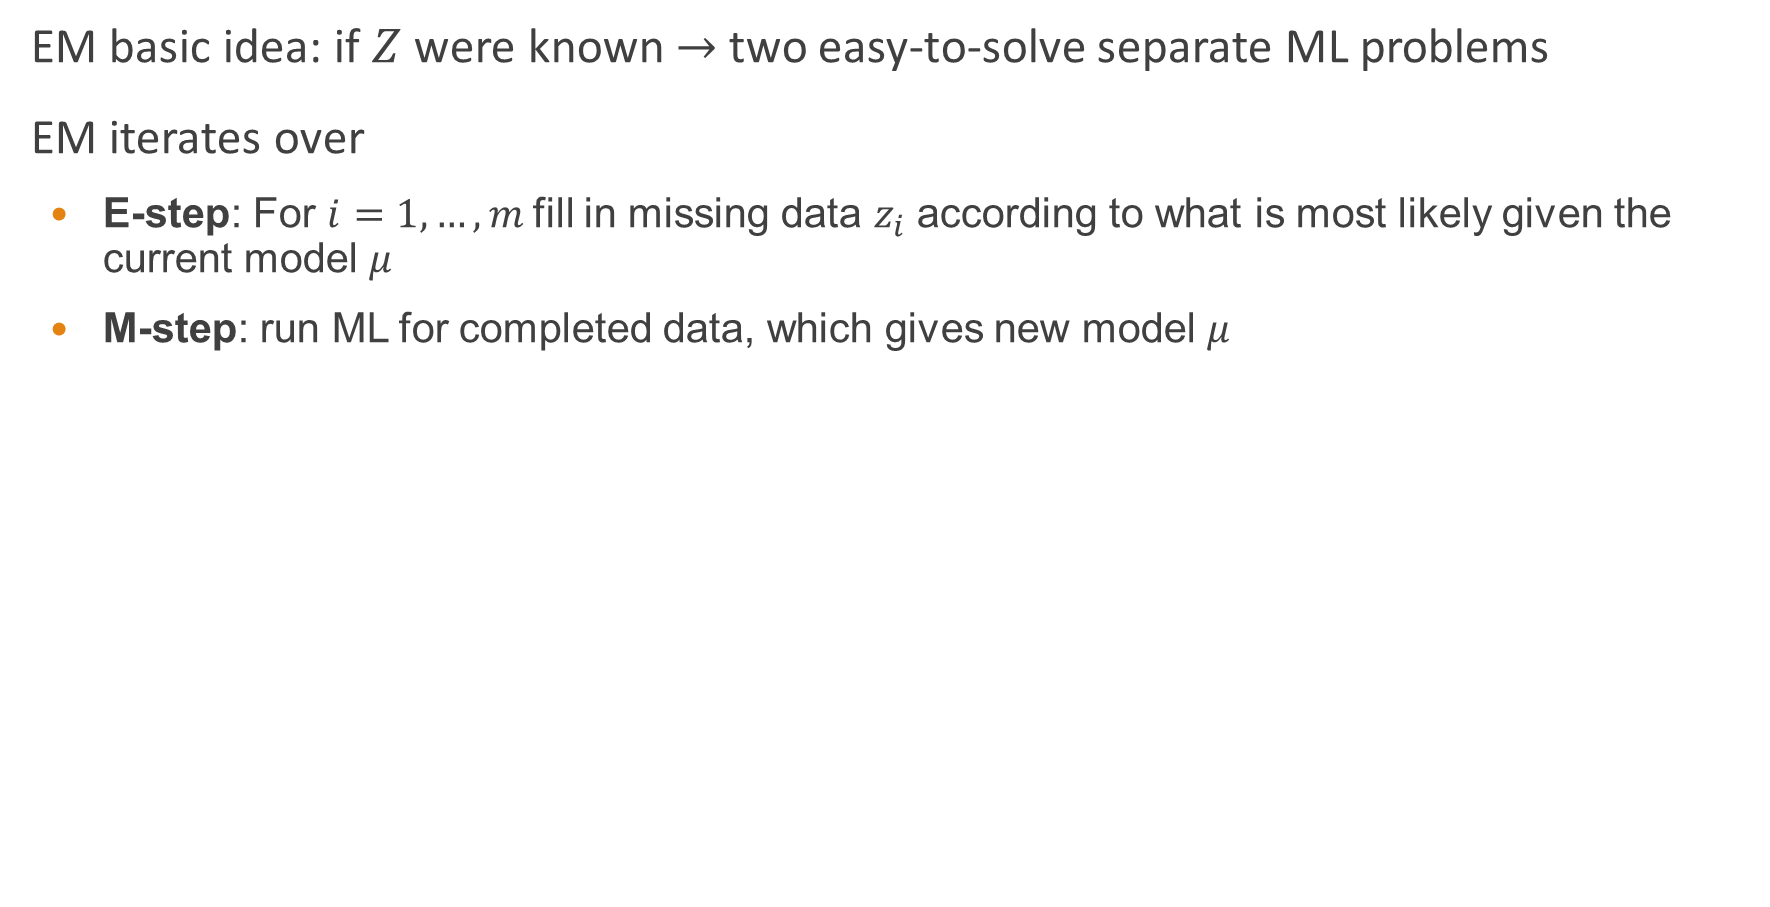 EM basic idea: if Z were known → two easy-to-solve separate ML problems
EM iterates over
• E-step: For i = 1, … , m fill in missing data zᵢ according to what is most likely given the
current model μ
• M-step: run ML for completed data, which gives new model μ